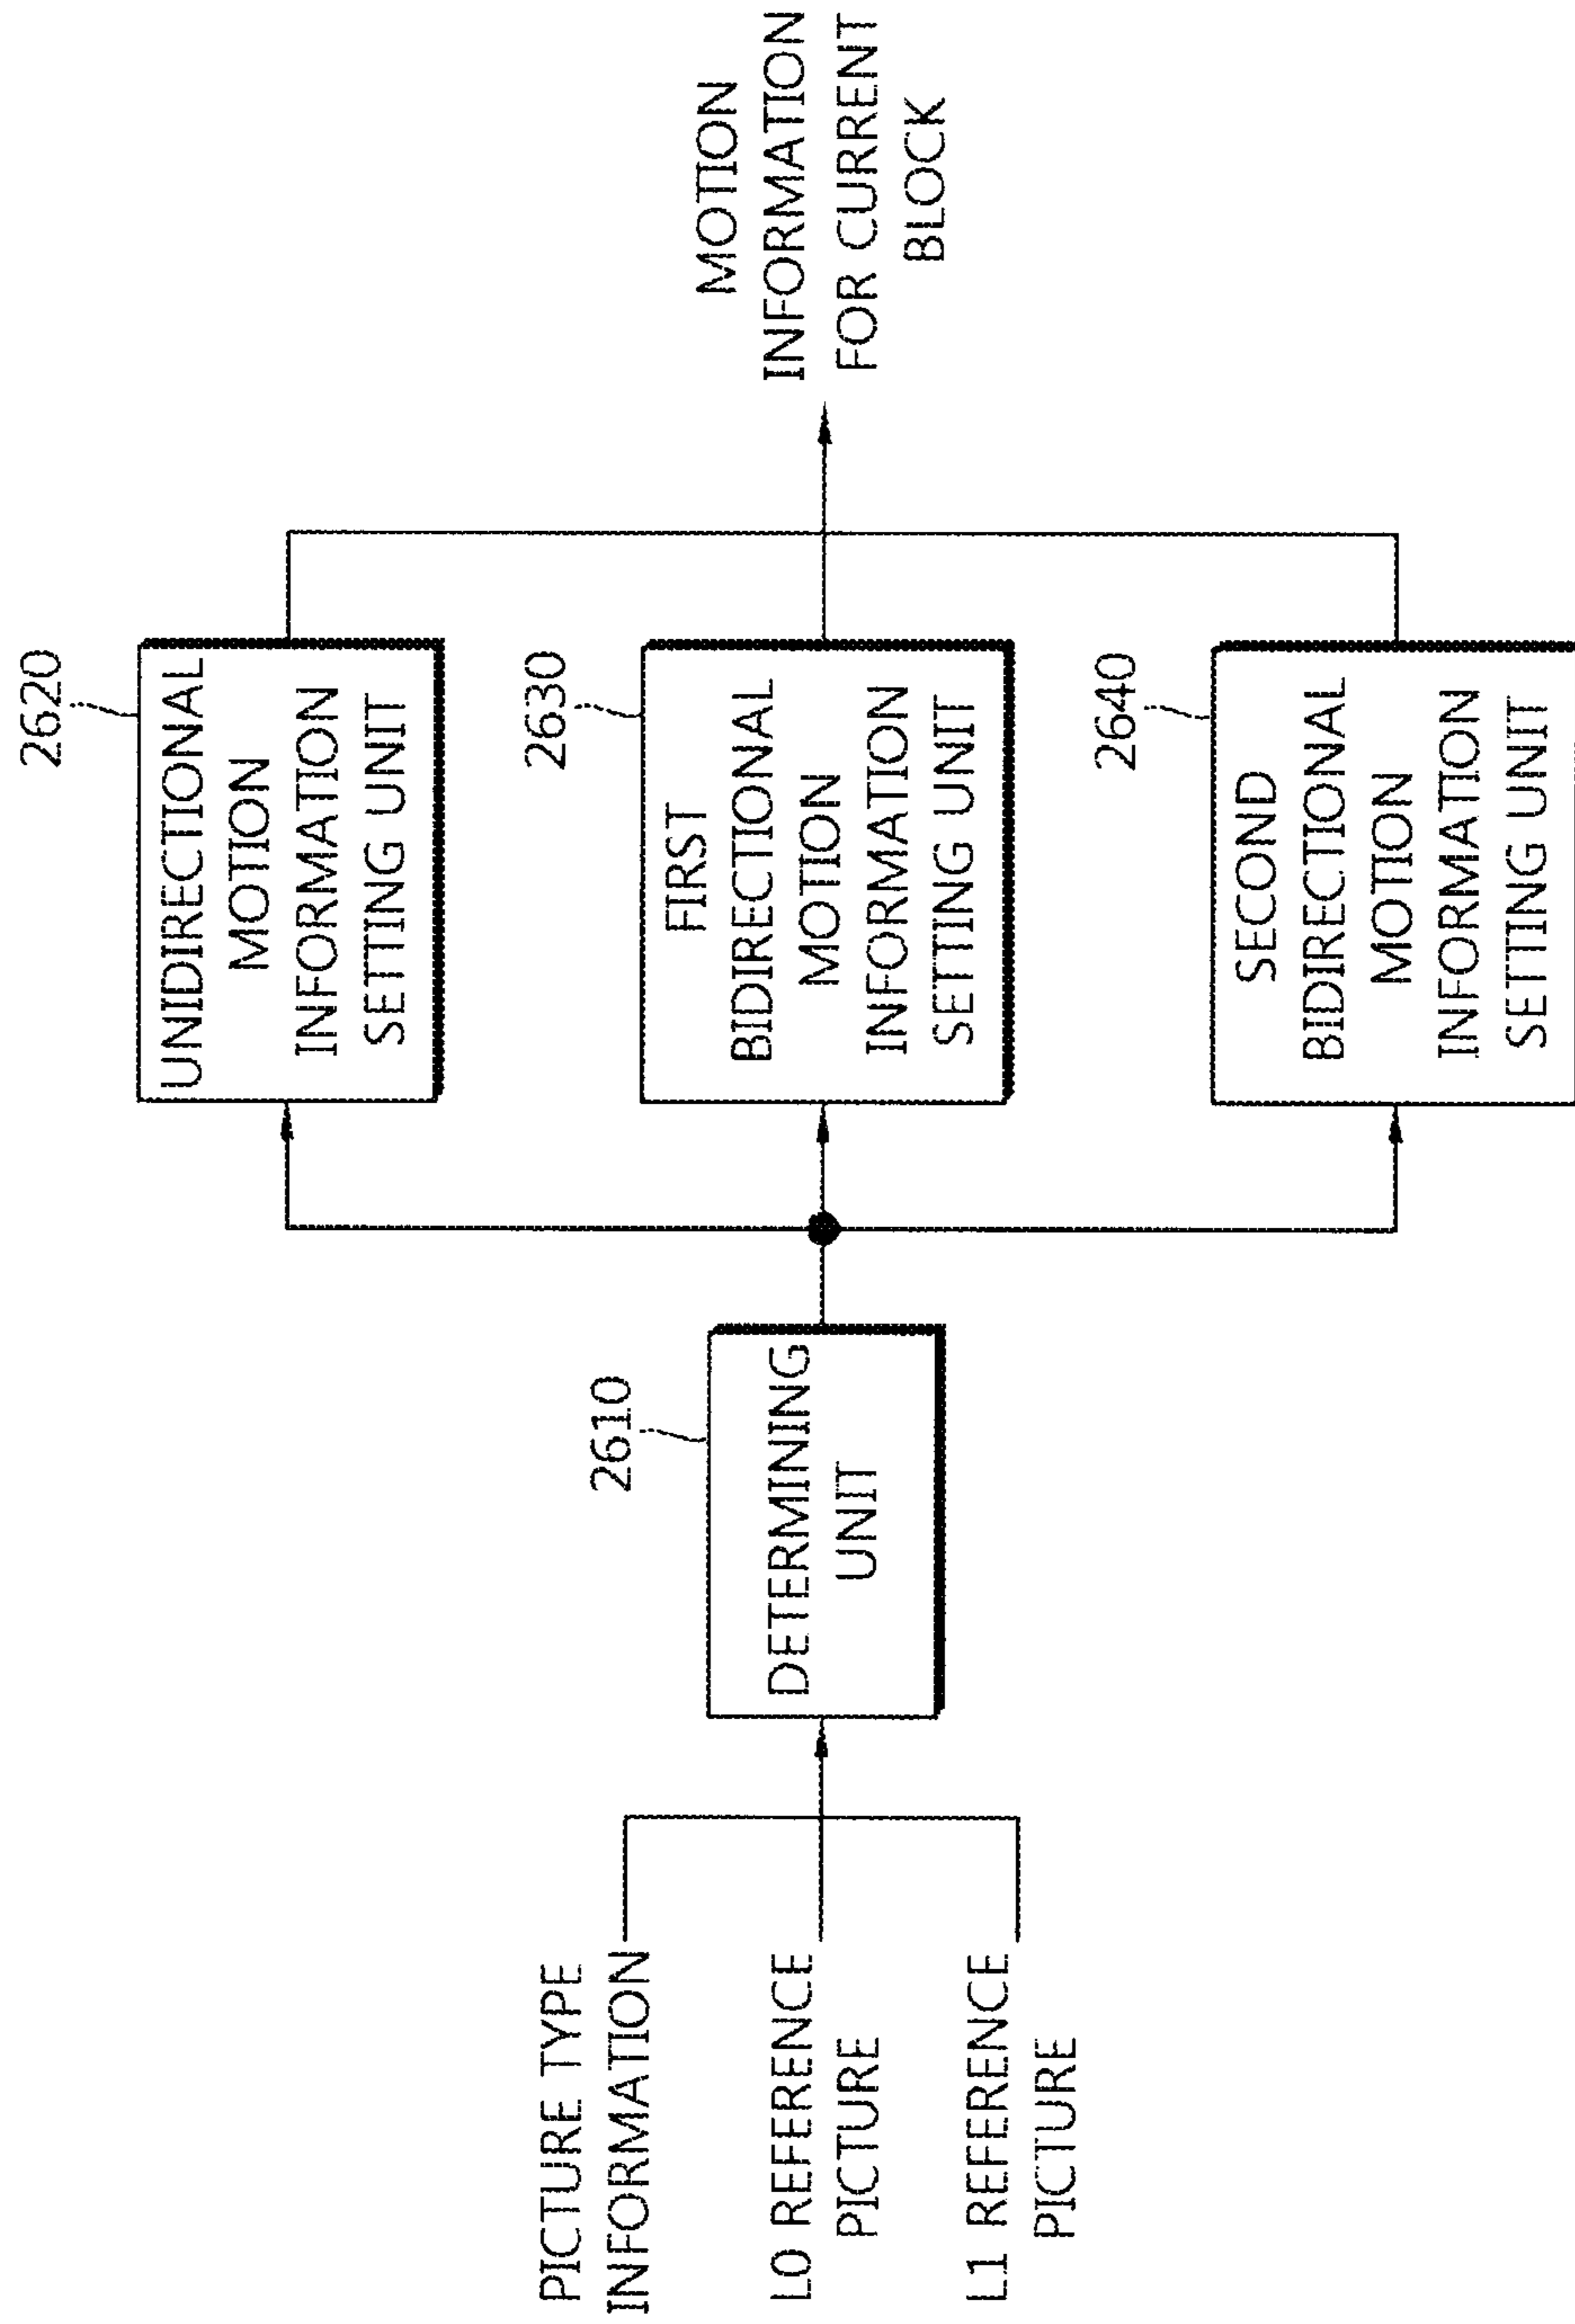 PICTURE TYPE
INFORMATION
L0 REFERENCE
PICTURE
L1 REFERENCE
PICTURE
2610
DETERMINING
UNIT
2620
UNIDIRECTIONAL
MOTION
INFORMATION
SETTING UNIT
2630
FIRST
BIDIRECTIONAL
MOTION
INFORMATION
SETTING UNIT
2640
SECOND
BIDIRECTIONAL
MOTION
INFORMATION
SETTING UNIT
MOTION
INFORMATION
FOR CURRENT
BLOCK